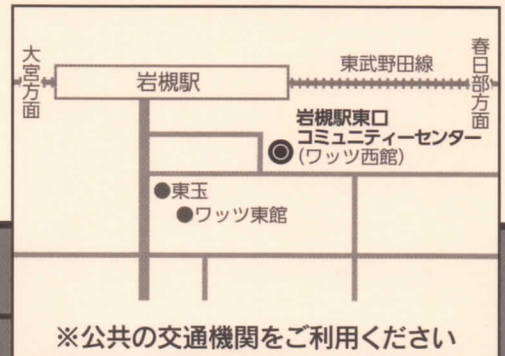 大宮方面
岩槻駅
東武野田線
春日部方面
岩槻駅東口
コミュニティーセンター
(ワッツ西館)
●東玉
●ワッツ東館
※公共の交通機関をご利用ください